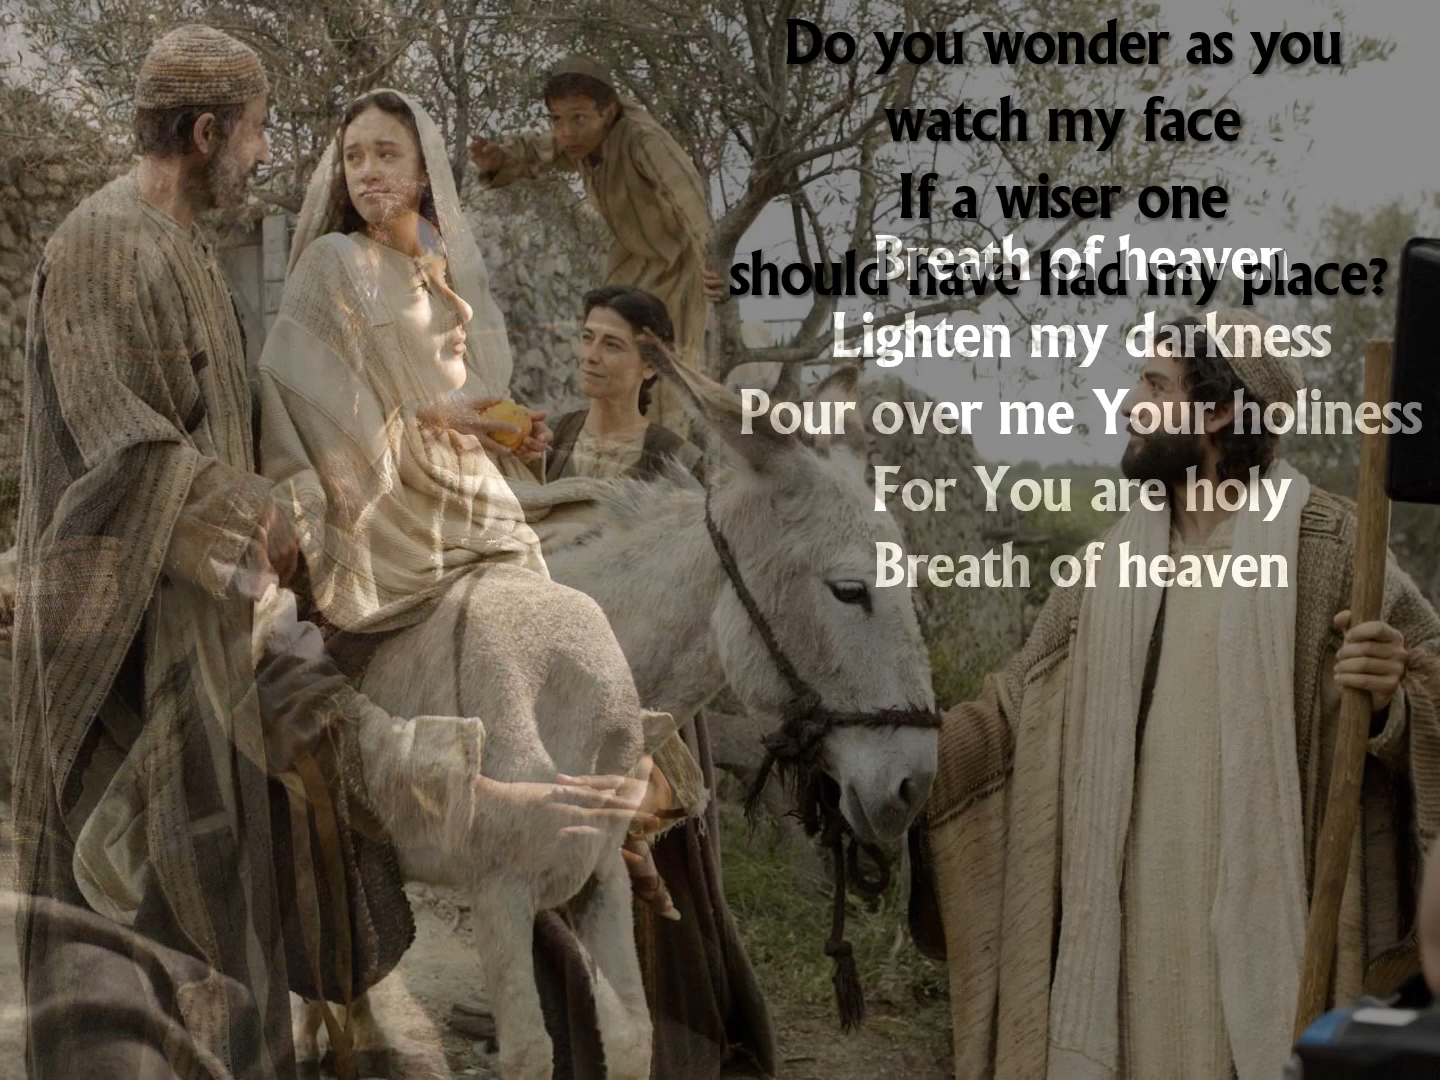 Do you wonder as you
watch my face
If a wiser one
should have had my place?
Breath of heaven
Lighten my darkness
Pour over me Your holiness
For You are holy
Breath of heaven